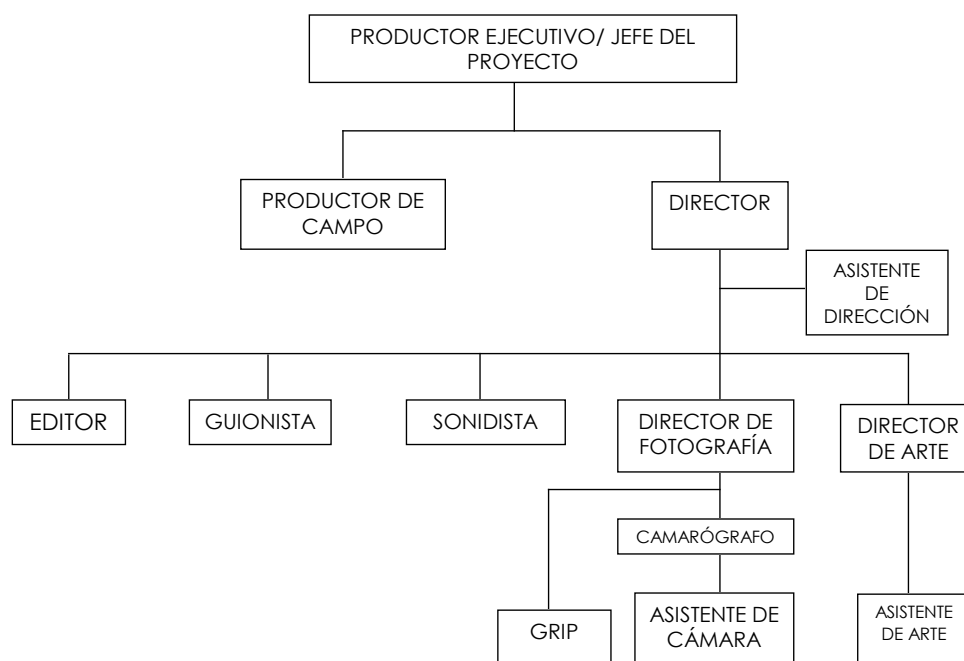 PRODUCTOR EJECUTIVO/ JEFE DEL
PROYECTO
PRODUCTOR DE
CAMPO
DIRECTOR
ASISTENTE
DE
DIRECCIÓN
EDITOR
GUIONISTA
SONIDISTA
DIRECTOR DE
FOTOGRAFÍA
DIRECTOR
DE ARTE
CAMARÓGRAFO
GRIP
ASISTENTE DE
CÁMARA
ASISTENTE
DE ARTE